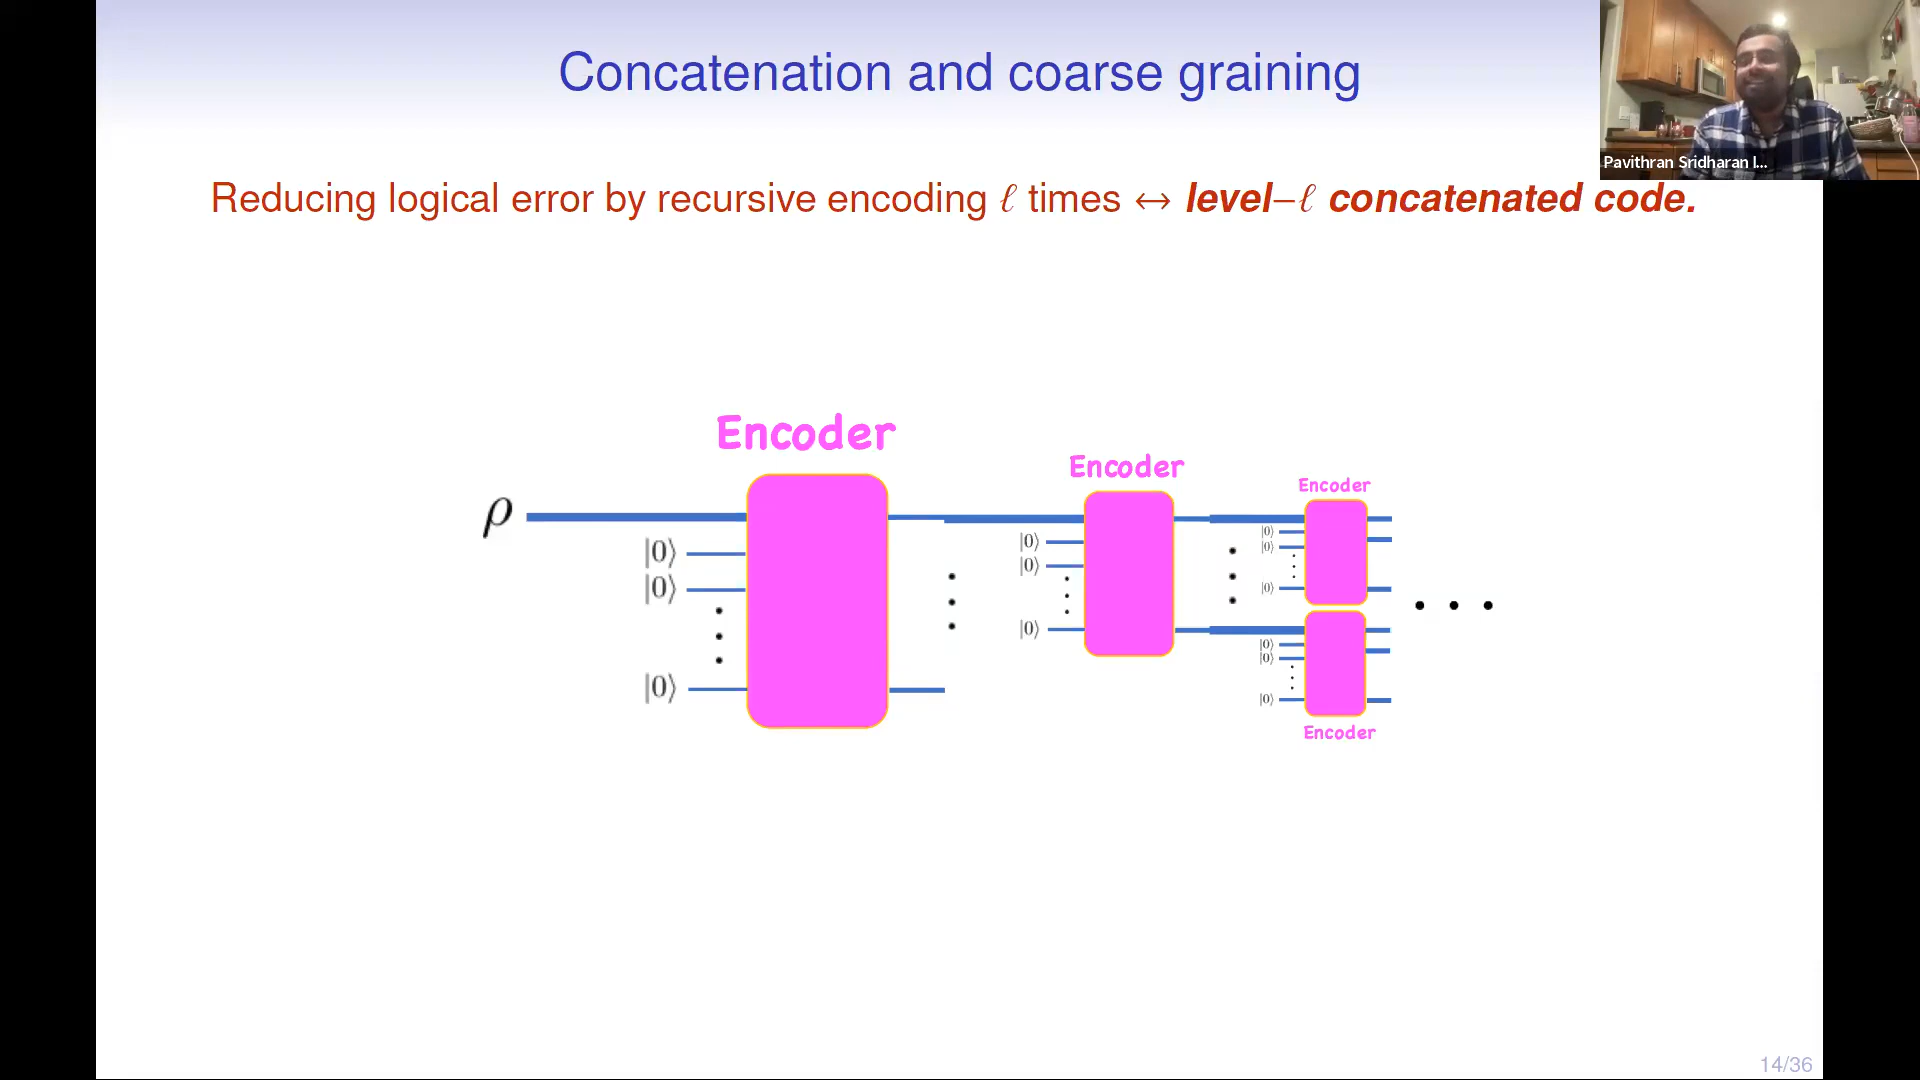 Concatenation and coarse graining
Pavithran Sridharan I...
Reducing logical error by recursive encoding ℓ times ↔ level–ℓ concatenated code.
Encoder
Encoder
Encoder
ρ
|0⟩
|0⟩
|0⟩
|0⟩
|0⟩
|0⟩
|0⟩
|0⟩
|0⟩
|0⟩
|0⟩
|0⟩
Encoder
14/36